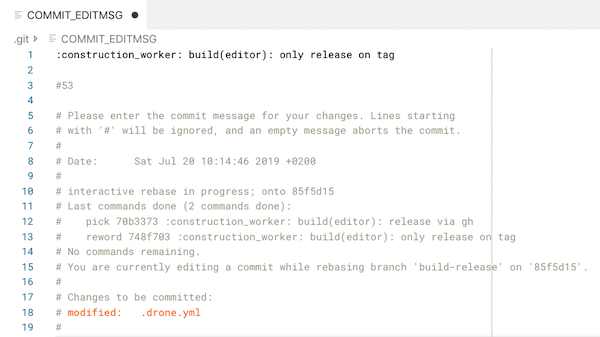 COMMIT_EDITMSG
.git COMMIT_EDITMSG
1 :construction_worker: build(editor): only release on tag
2
3 #53
4
5 # Please enter the commit message for your changes. Lines starting
6 # with '#' will be ignored, and an empty message aborts the commit.
7 #
8 # Date:      Sat Jul 20 10:14:46 2019 +0200
9 #
10 # interactive rebase in progress; onto 85f5d15
11 # Last commands done (2 commands done):
12 #    pick 70b3373 :construction_worker: build(editor): release via gh
13 #    reword 748f703 :construction_worker: build(editor): only release on tag
14 # No commands remaining.
15 # You are currently editing a commit while rebasing branch 'build-release' on '85f5d15'.
16 #
17 # Changes to be committed:
18 # modified:   .drone.yml
19 #